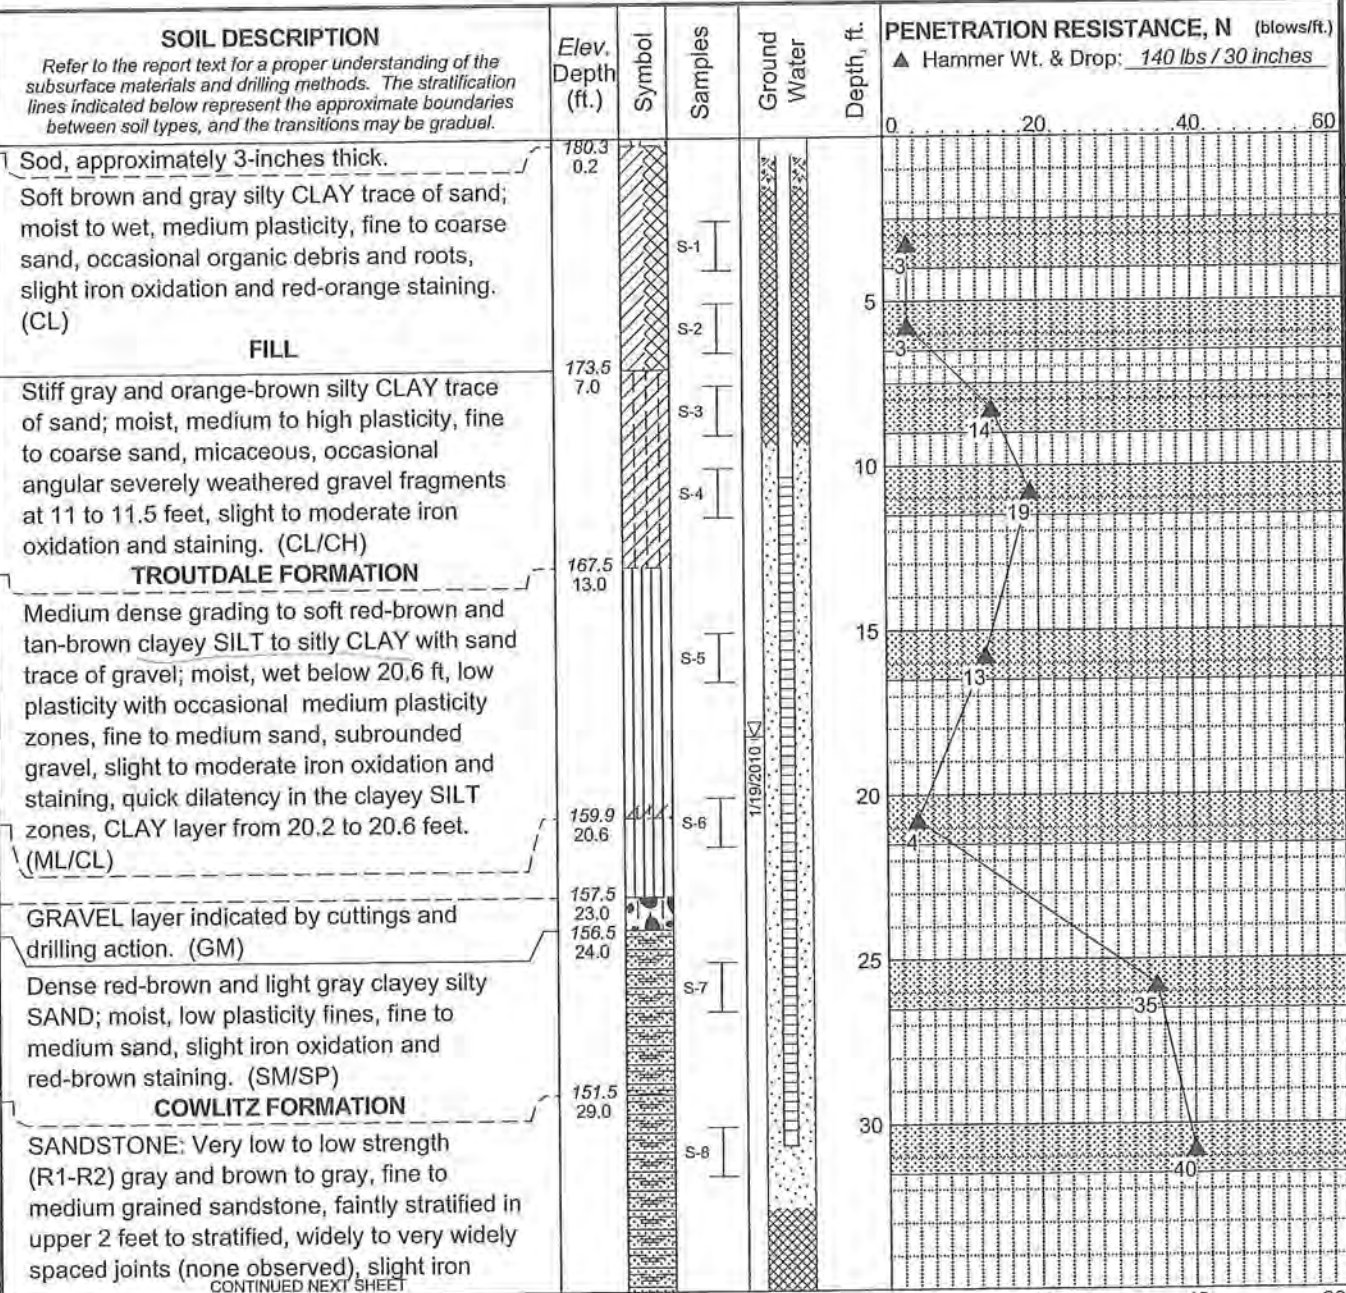 SOIL DESCRIPTION
Refer to the report text for a proper understanding of the
subsurface materials and drilling methods. The stratification
lines indicated below represent the approximate boundaries
between soil types, and the transitions may be gradual.
Elev.
Depth
(ft.)
Symbol
Samples
Ground
Water
Depth, ft.
PENETRATION RESISTANCE, N (blows/ft.)
▲ Hammer Wt. & Drop: 140 lbs / 30 inches
0 20 40 60
Sod, approximately 3-inches thick.
180.3
0.2
Soft brown and gray silty CLAY trace of sand;
moist to wet, medium plasticity, fine to coarse
sand, occasional organic debris and roots,
slight iron oxidation and red-orange staining.
(CL)
FILL
173.5
7.0
Stiff gray and orange-brown silty CLAY trace
of sand; moist, medium to high plasticity, fine
to coarse sand, micaceous, occasional
angular severely weathered gravel fragments
at 11 to 11.5 feet, slight to moderate iron
oxidation and staining. (CL/CH)
TROUTDALE FORMATION
167.5
13.0
Medium dense grading to soft red-brown and
tan-brown clayey SILT to sitly CLAY with sand
trace of gravel; moist, wet below 20.6 ft, low
plasticity with occasional medium plasticity
zones, fine to medium sand, subrounded
gravel, slight to moderate iron oxidation and
staining, quick dilatency in the clayey SILT
zones, CLAY layer from 20.2 to 20.6 feet.
(ML/CL)
159.9
20.6
157.5
23.0
GRAVEL layer indicated by cuttings and
drilling action. (GM)
156.5
24.0
Dense red-brown and light gray clayey silty
SAND; moist, low plasticity fines, fine to
medium sand, slight iron oxidation and
red-brown staining. (SM/SP)
COWLITZ FORMATION
151.5
29.0
SANDSTONE: Very low to low strength
(R1-R2) gray and brown to gray, fine to
medium grained sandstone, faintly stratified in
upper 2 feet to stratified, widely to very widely
spaced joints (none observed), slight iron
CONTINUED NEXT SHEET
S-1
S-2
S-3
S-4
S-5
S-6
S-7
S-8
1/19/2010
5
10
15
20
25
30
3
3
14
19
13
4
35
40